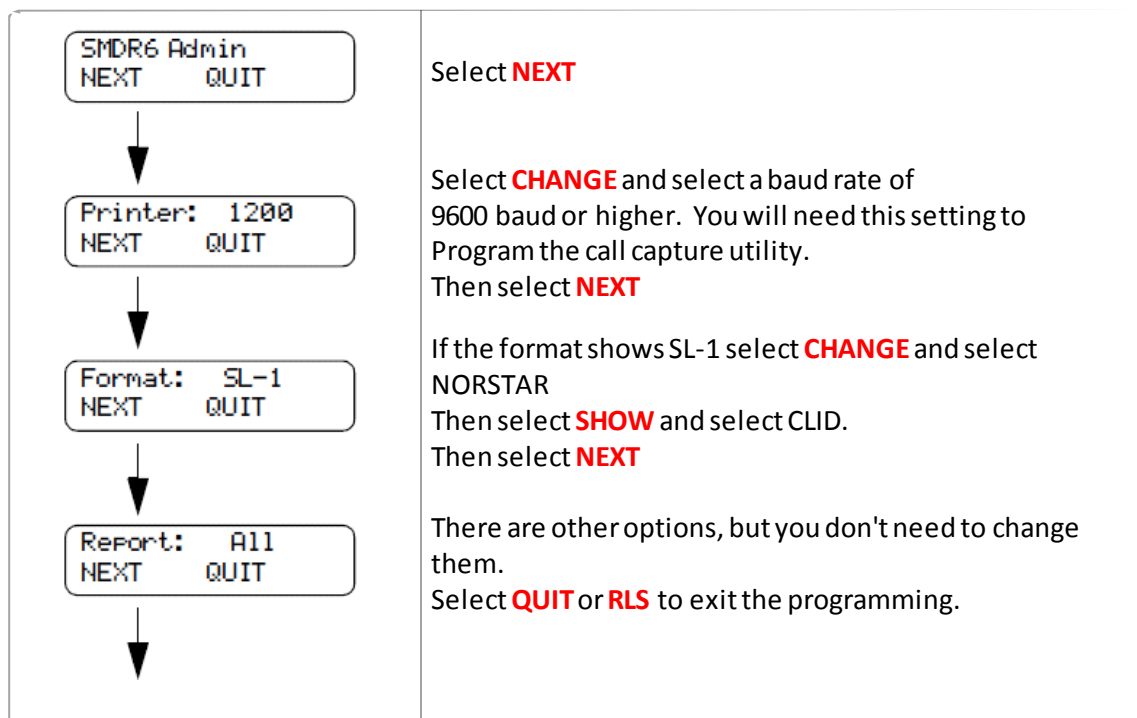 SMDR6 Admin
NEXT QUIT
Select NEXT
Printer: 1200
NEXT QUIT
Select CHANGE and select a baud rate of
9600 baud or higher. You will need this setting to
Program the call capture utility.
Then select NEXT
Format: SL-1
NEXT QUIT
If the format shows SL-1 select CHANGE and select
NORSTAR
Then select SHOW and select CLID.
Then select NEXT
Report: All
NEXT QUIT
There are other options, but you don't need to change
them.
Select QUIT or RLS to exit the programming.